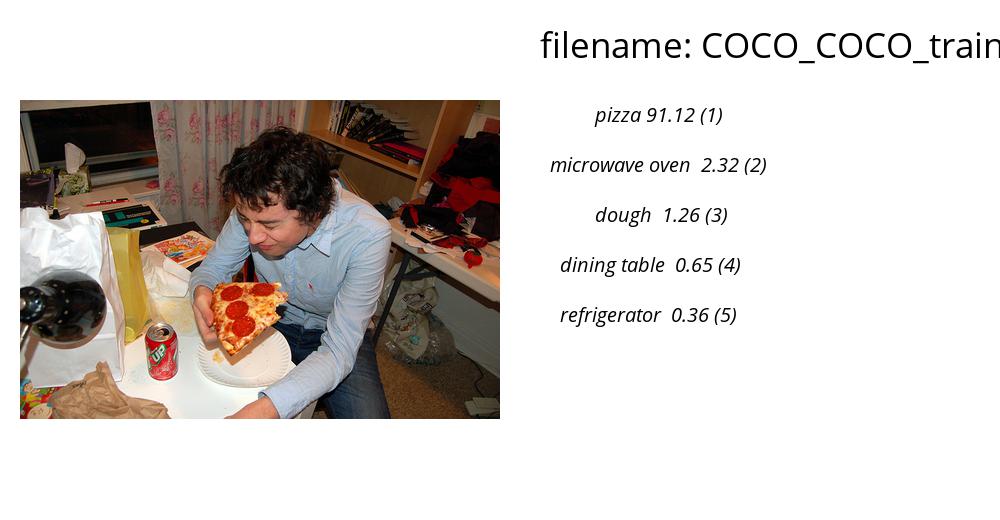 filename: COCO_COCO_train
pizza 91.12 (1)
microwave oven 2.32 (2)
dough 1.26 (3)
dining table 0.65 (4)
refrigerator 0.36 (5)
UP